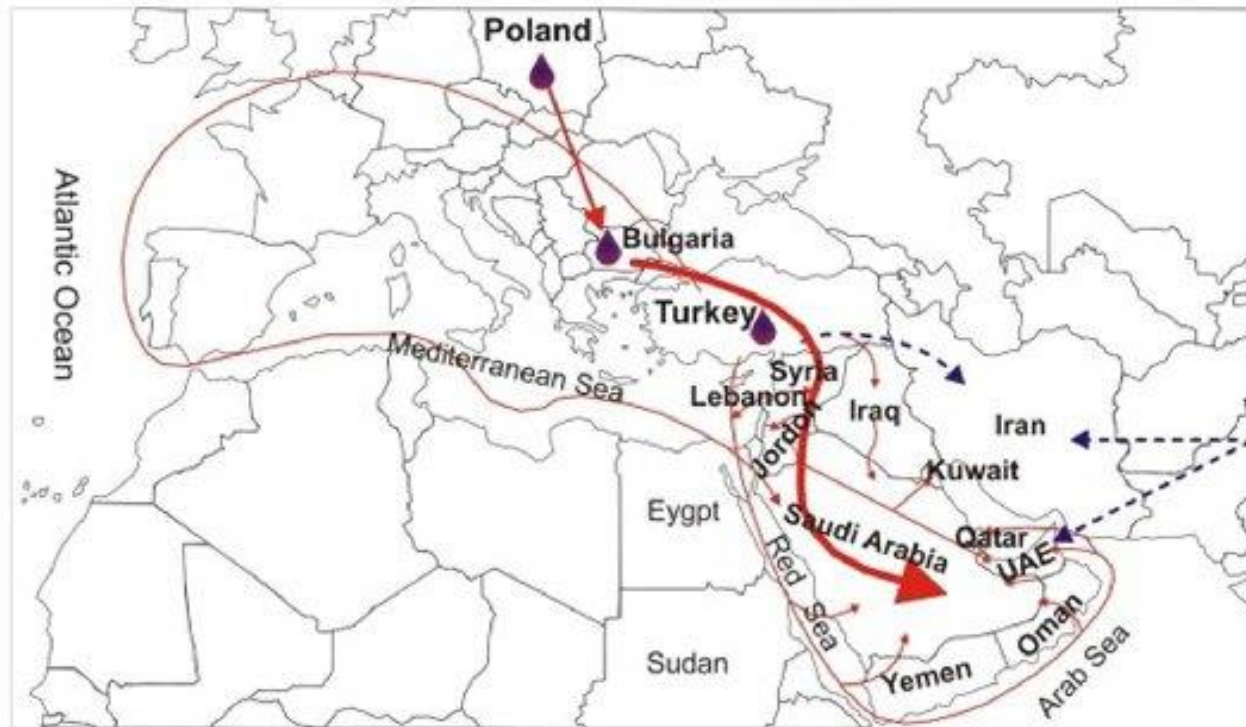 Poland
Atlantic Ocean
Bulgaria
Turkey
Mediterranean Sea
Syria
Lebanon
Iraq
Iran
Jordon
Kuwait
Eygpt
Saudi Arabia
Qatar
UAE
Red Sea
Oman
Sudan
Yemen
Arab Sea